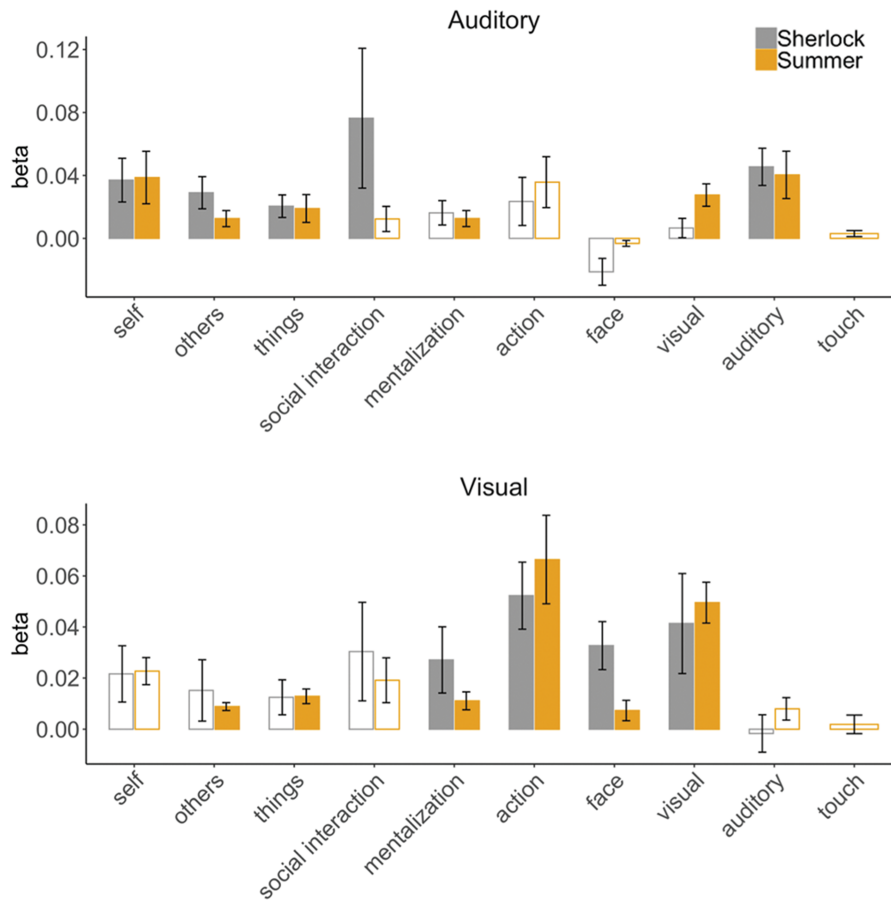 Auditory
Sherlock
Summer
0.12
0.08
0.04
0.00
beta
self
others
things
social interaction
mentalization
action
face
visual
auditory
touch
Visual
0.08
0.06
0.04
0.02
0.00
beta
self
others
things
social interaction
mentalization
action
face
visual
auditory
touch